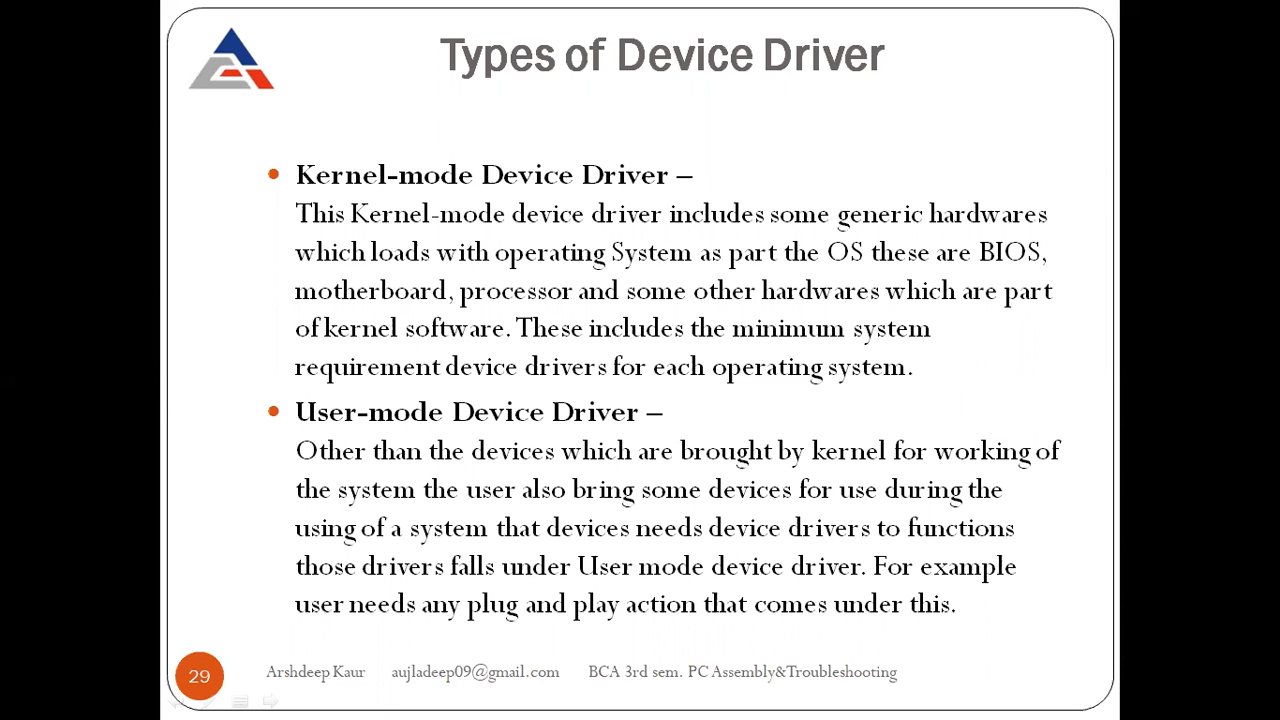 Types of Device Driver
• Kernel-mode Device Driver –
This Kernel-mode device driver includes some generic hardwares
which loads with operating System as part the OS these are BIOS,
motherboard, processor and some other hardwares which are part
of kernel software. These includes the minimum system
requirement device drivers for each operating system.
• User-mode Device Driver –
Other than the devices which are brought by kernel for working of
the system the user also bring some devices for use during the
using of a system that devices needs device drivers to functions
those drivers falls under User mode device driver. For example
user needs any plug and play action that comes under this.
29 Arshdeep Kaur aujladeep09@gmail.com BCA 3rd sem. PC Assembly&Troubleshooting